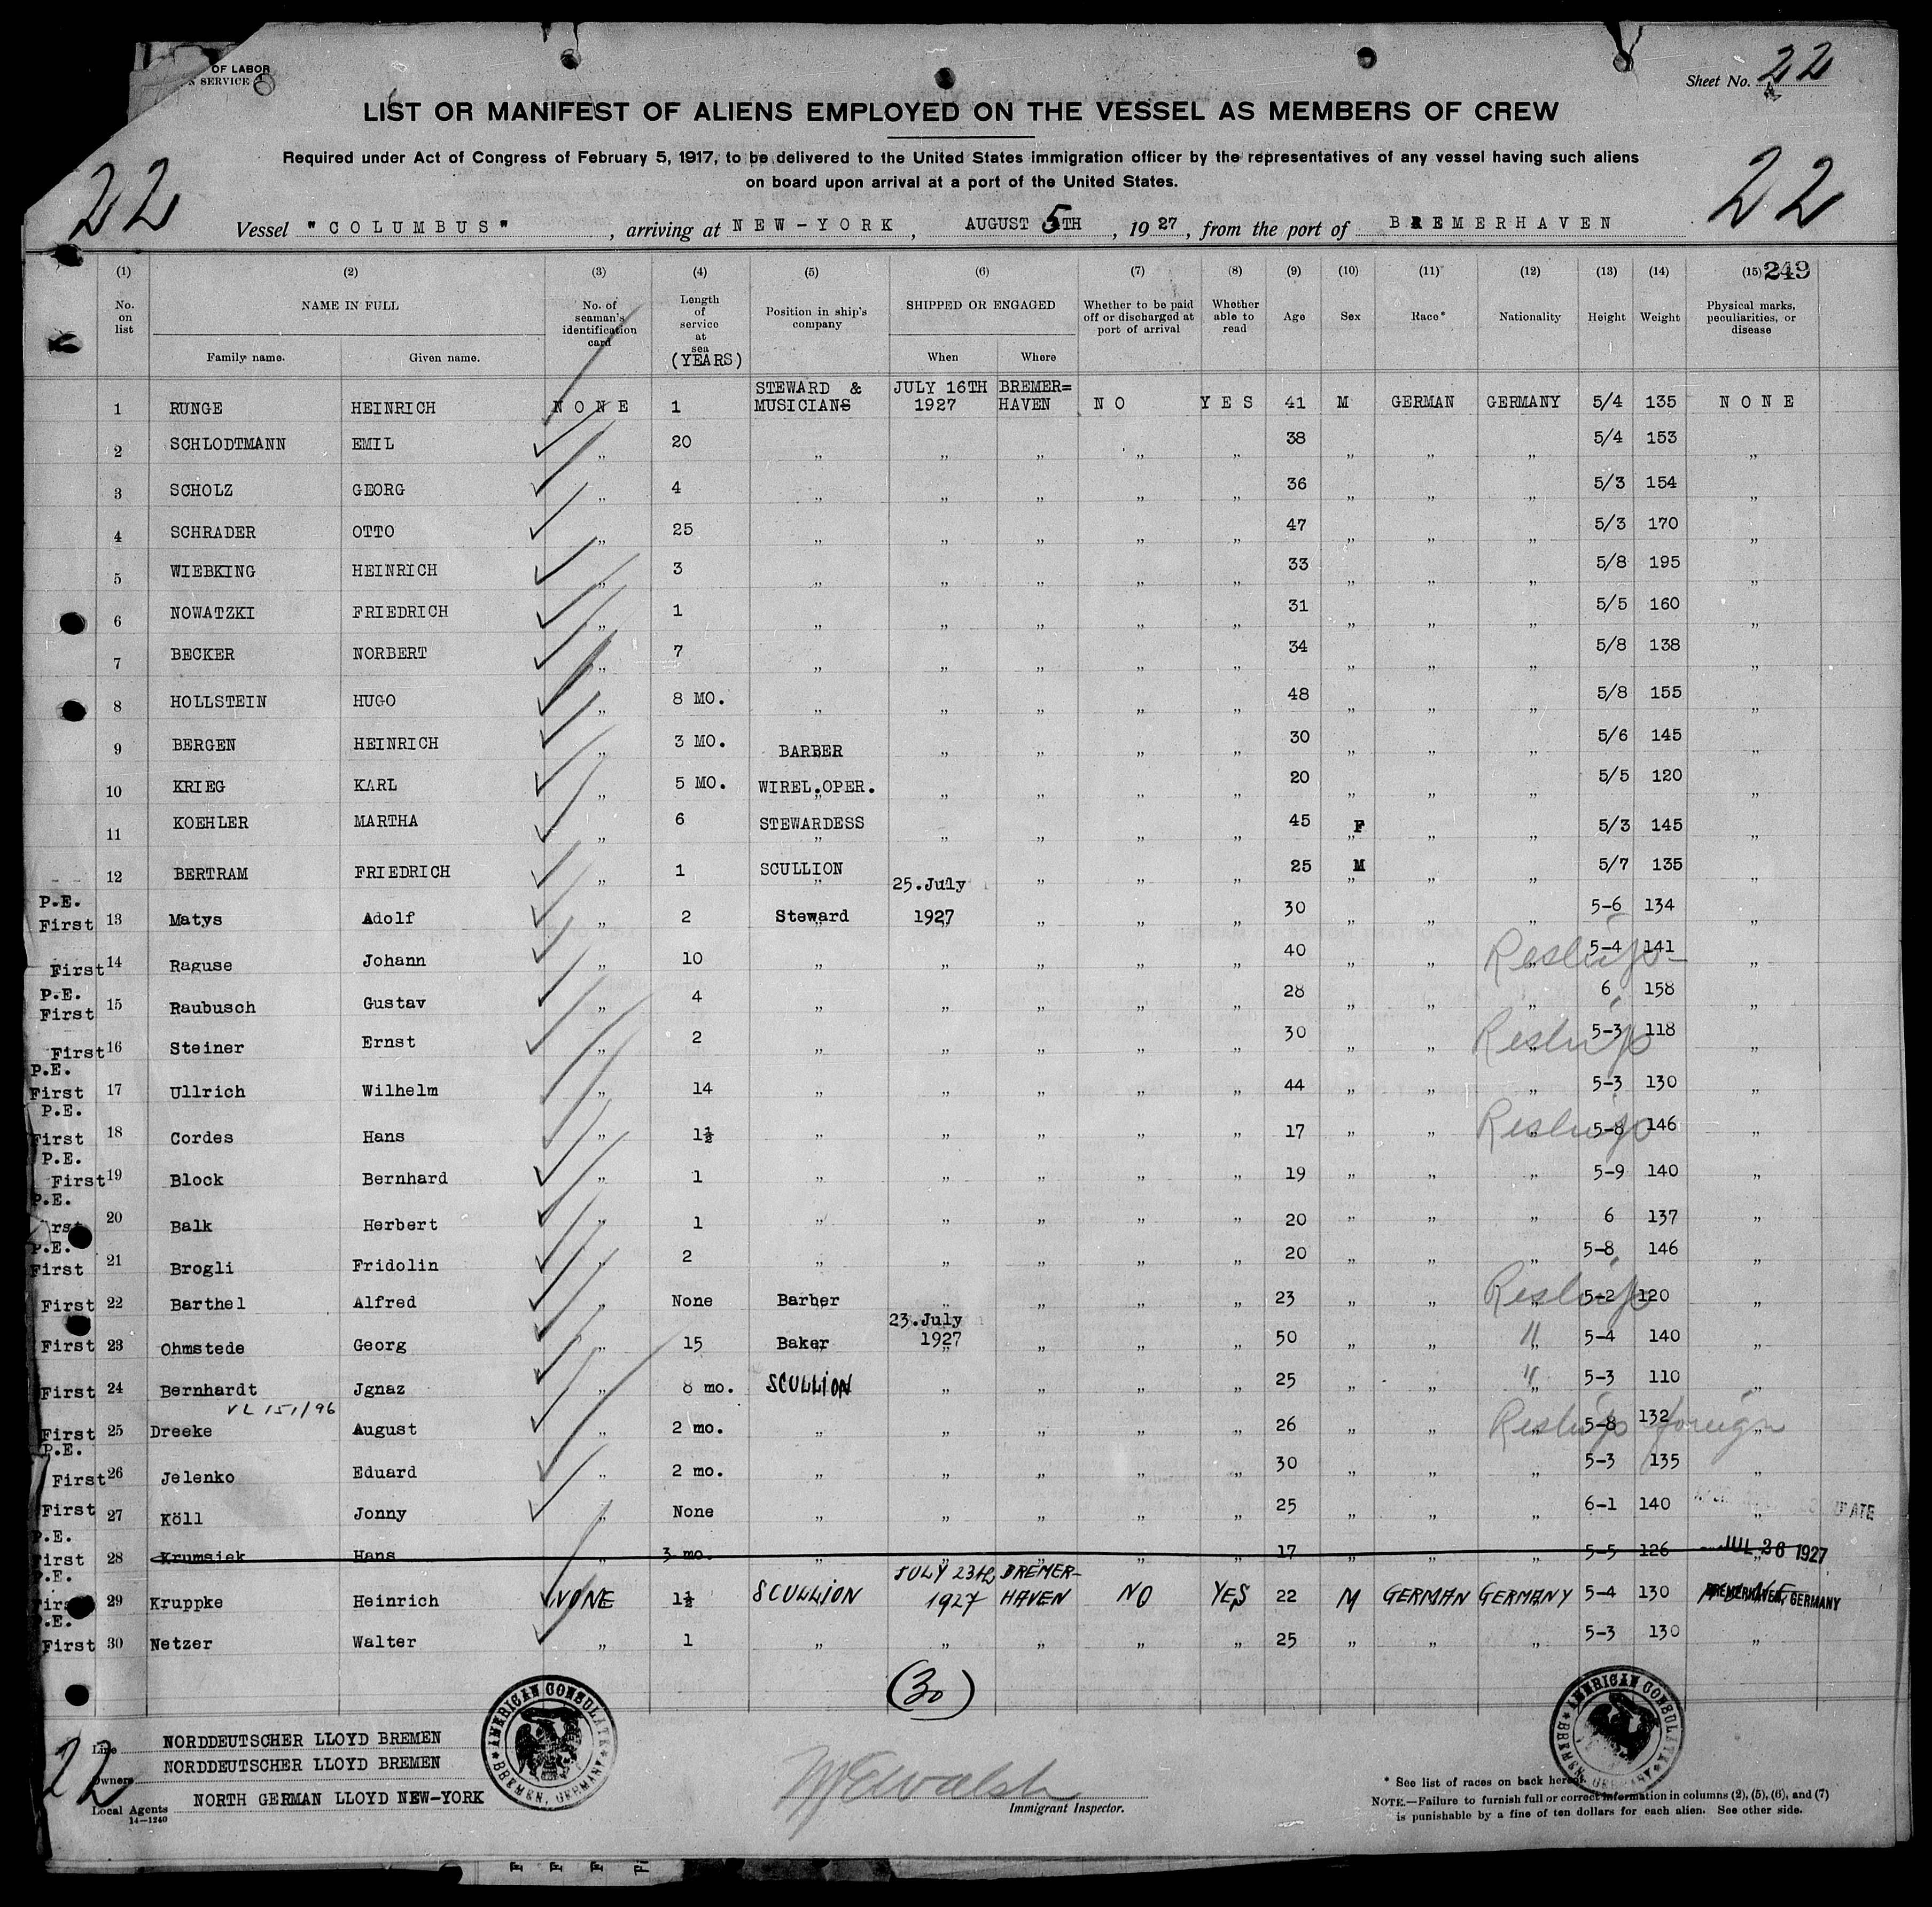 OF LABOR
N SERVICE
Sheet No. 22
LIST OR MANIFEST OF ALIENS EMPLOYED ON THE VESSEL AS MEMBERS OF CREW
Required under Act of Congress of February 5, 1917, to be delivered to the United States immigration officer by the representatives of any vessel having such aliens
on board upon arrival at a port of the United States.
22 22
Vessel "COLUMBUS", arriving at NEW-YORK, AUGUST 5TH, 1927, from the port of BREMERHAVEN
249
(1) (2) (3) (4) (5) (6) (7) (8) (9) (10) (11) (12) (13) (14) (15)
No. on list NAME IN FULL No. of seaman's identification card Length of service at sea (YEARS) Position in ship's company SHIPPED OR ENGAGED Whether to be paid off or discharged at port of arrival Whether able to read Age Sex Race* Nationality Height Weight Physical marks, peculiarities, or disease
Family name. Given name. When Where
1 RUNGE HEINRICH NONE 1 STEWARD & MUSICIANS JULY 16TH 1927 BREMER=HAVEN NO YES 41 M GERMAN GERMANY 5/4 135 NONE
2 SCHLODTMANN EMIL „ 20 „ „ „ „ „ 38 „ „ „ 5/4 153 „
3 SCHOLZ GEORG „ 4 „ „ „ „ „ 36 „ „ „ 5/3 154 „
4 SCHRADER OTTO „ 25 „ „ „ „ „ 47 „ „ „ 5/3 170 „
5 WIEBKING HEINRICH „ 3 „ „ „ „ „ 33 „ „ „ 5/8 195 „
6 NOWATZKI FRIEDRICH „ 1 „ „ „ „ „ 31 „ „ „ 5/5 160 „
7 BECKER NORBERT „ 7 „ „ „ „ „ 34 „ „ „ 5/8 138 „
8 HOLLSTEIN HUGO „ 8 MO. „ „ „ „ „ 48 „ „ „ 5/8 155 „
9 BERGEN HEINRICH „ 3 MO. BARBER „ „ „ „ 30 „ „ „ 5/6 145 „
10 KRIEG KARL „ 5 MO. WIREL.OPER. „ „ „ „ 20 „ „ „ 5/5 120 „
11 KOEHLER MARTHA „ 6 STEWARDESS „ „ „ „ 45 F „ „ 5/3 145 „
12 BERTRAM FRIEDRICH „ 1 SCULLION „ „ „ „ 25 M „ „ 5/7 135 „
P.E. First 13 Matys Adolf „ 2 Steward 25.July 1927 „ „ „ 30 „ „ „ 5-6 134 „
First 14 Raguse Johann „ 10 „ „ „ „ „ 40 „ „ „ Reship 5-4 141 „
P.E. First 15 Raubusch Gustav „ 4 „ „ „ „ „ 28 „ „ „ 6 158 „
First 16 Steiner Ernst „ 2 „ „ „ „ „ 30 „ „ „ Reship 5-3 118 „
P.E. First 17 Ullrich Wilhelm „ 14 „ „ „ „ „ 44 „ „ „ 5-3 130 „
P.E. First 18 Cordes Hans „ 1½ „ „ „ „ „ 17 „ „ „ Reship 5-8 146 „
P.E. First 19 Block Bernhard „ 1 „ „ „ „ „ 19 „ „ „ 5-9 140 „
P.E. rst 20 Balk Herbert „ 1 „ „ „ „ „ 20 „ „ „ 6 137 „
P.E. First 21 Brogli Fridolin „ 2 „ „ „ „ „ 20 „ „ „ 5-8 146 „
First 22 Barthel Alfred „ None Barber „ „ „ „ 23 „ „ „ Reship 5-2 120 „
First 23 Ohmstede Georg „ 15 Baker 23.July 1927 „ „ „ 50 „ „ „ " 5-4 140 „
First 24 Bernhardt Jgnaz „ 8 mo. SCULLION „ „ „ „ 25 „ „ „ " 5-3 110 „
VL 151/96
First 25 Dreeke August „ 2 mo. „ „ „ „ „ 26 „ „ „ Reship foreign 5-8 132 „
P.E. First 26 Jelenko Eduard „ 2 mo. „ „ „ „ „ 30 „ „ „ 5-3 135 „
First 27 Köll Jonny „ None „ „ „ „ „ 25 „ „ „ 6-1 140 „
P.E. First 28 Krumsiek Hans „ 3 mo. „ „ „ „ „ 17 „ „ „ 5-5 126 „ JUL 26 1927
P.E. First 29 Kruppke Heinrich NONE 1½ SCULLION JULY 23th 1927 BREMER-HAVEN NO YES 22 M GERMAN GERMANY 5-4 130 BREMERHAVEN, GERMANY
P.E. First 30 Netzer Walter „ 1 „ „ „ „ „ 25 „ „ „ 5-3 130 „
(30)
AMERICAN CONSULATE BREMEN, GERMANY
AMERICAN CONSULATE BREMEN, GERMANY
22
Line NORDDEUTSCHER LLOYD BREMEN
Owners NORDDEUTSCHER LLOYD BREMEN
Local Agents NORTH GERMAN LLOYD NEW-YORK
14-1240
Immigrant Inspector.
* See list of races on back hereof.
NOTE.—Failure to furnish full or correct information in columns (2), (5), (6), and (7)
is punishable by a fine of ten dollars for each alien. See other side.